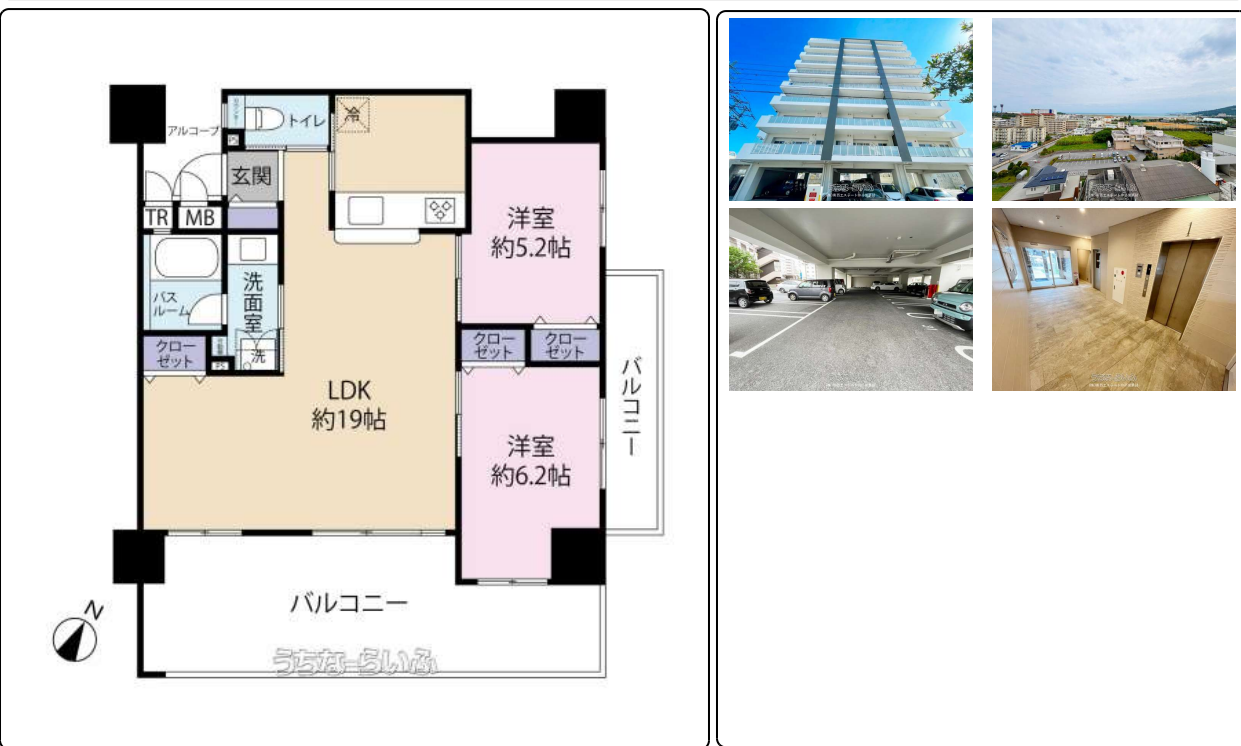 アルコーブ
トイレ
冷
玄関
TR
MB
洋室
約5.2帖
バス
ルーム
洗
面
室
洗
クロー
ゼット
PS
クロー
ゼット
クロー
ゼット
LDK
約19帖
洋室
約6.2帖
バルコニー
バルコニー
N
うちなーらいふ